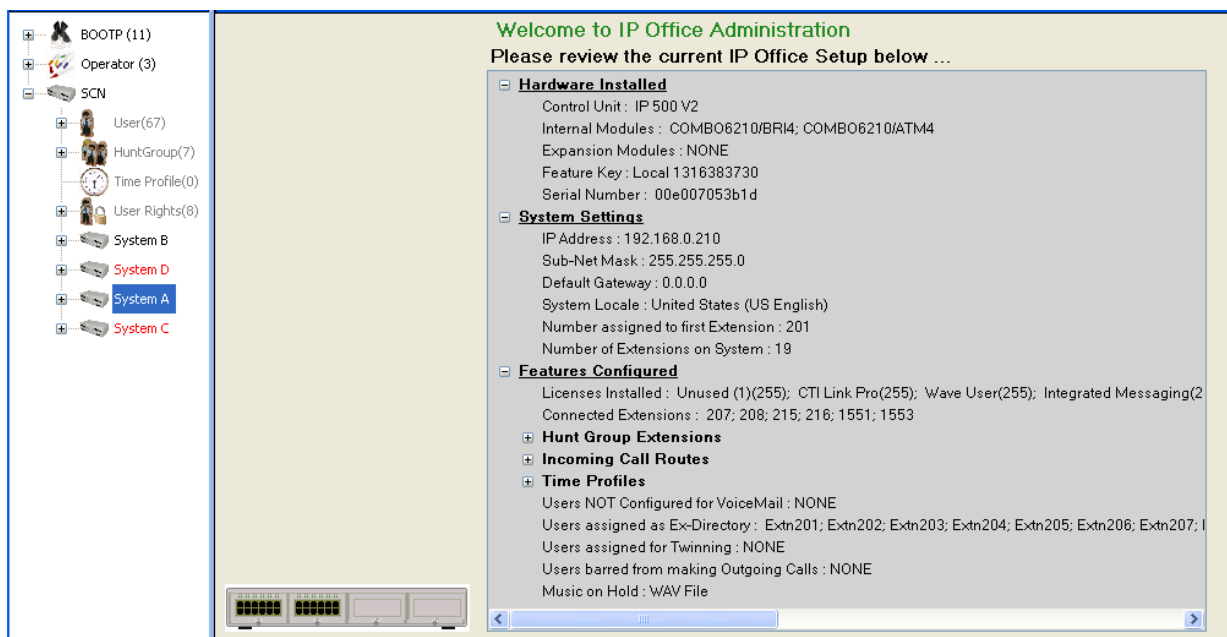 BOOTP (11)
Operator (3)
SCN
User(67)
HuntGroup(7)
Time Profile(0)
User Rights(8)
System B
System D
System A
System C
Welcome to IP Office Administration
Please review the current IP Office Setup below ...
Hardware Installed
Control Unit : IP 500 V2
Internal Modules : COMBO6210/BRI4; COMBO6210/ATM4
Expansion Modules : NONE
Feature Key : Local 1316383730
Serial Number : 00e007053b1d
System Settings
IP Address : 192.168.0.210
Sub-Net Mask : 255.255.255.0
Default Gateway : 0.0.0.0
System Locale : United States (US English)
Number assigned to first Extension : 201
Number of Extensions on System : 19
Features Configured
Licenses Installed : Unused (1)(255); CTI Link Pro(255); Wave User(255); Integrated Messaging(2
Connected Extensions : 207; 208; 215; 216; 1551; 1553
Hunt Group Extensions
Incoming Call Routes
Time Profiles
Users NOT Configured for VoiceMail : NONE
Users assigned as Ex-Directory : Extn201; Extn202; Extn203; Extn204; Extn205; Extn206; Extn207;
Users assigned for Twinning : NONE
Users barred from making Outgoing Calls : NONE
Music on Hold : WAV File